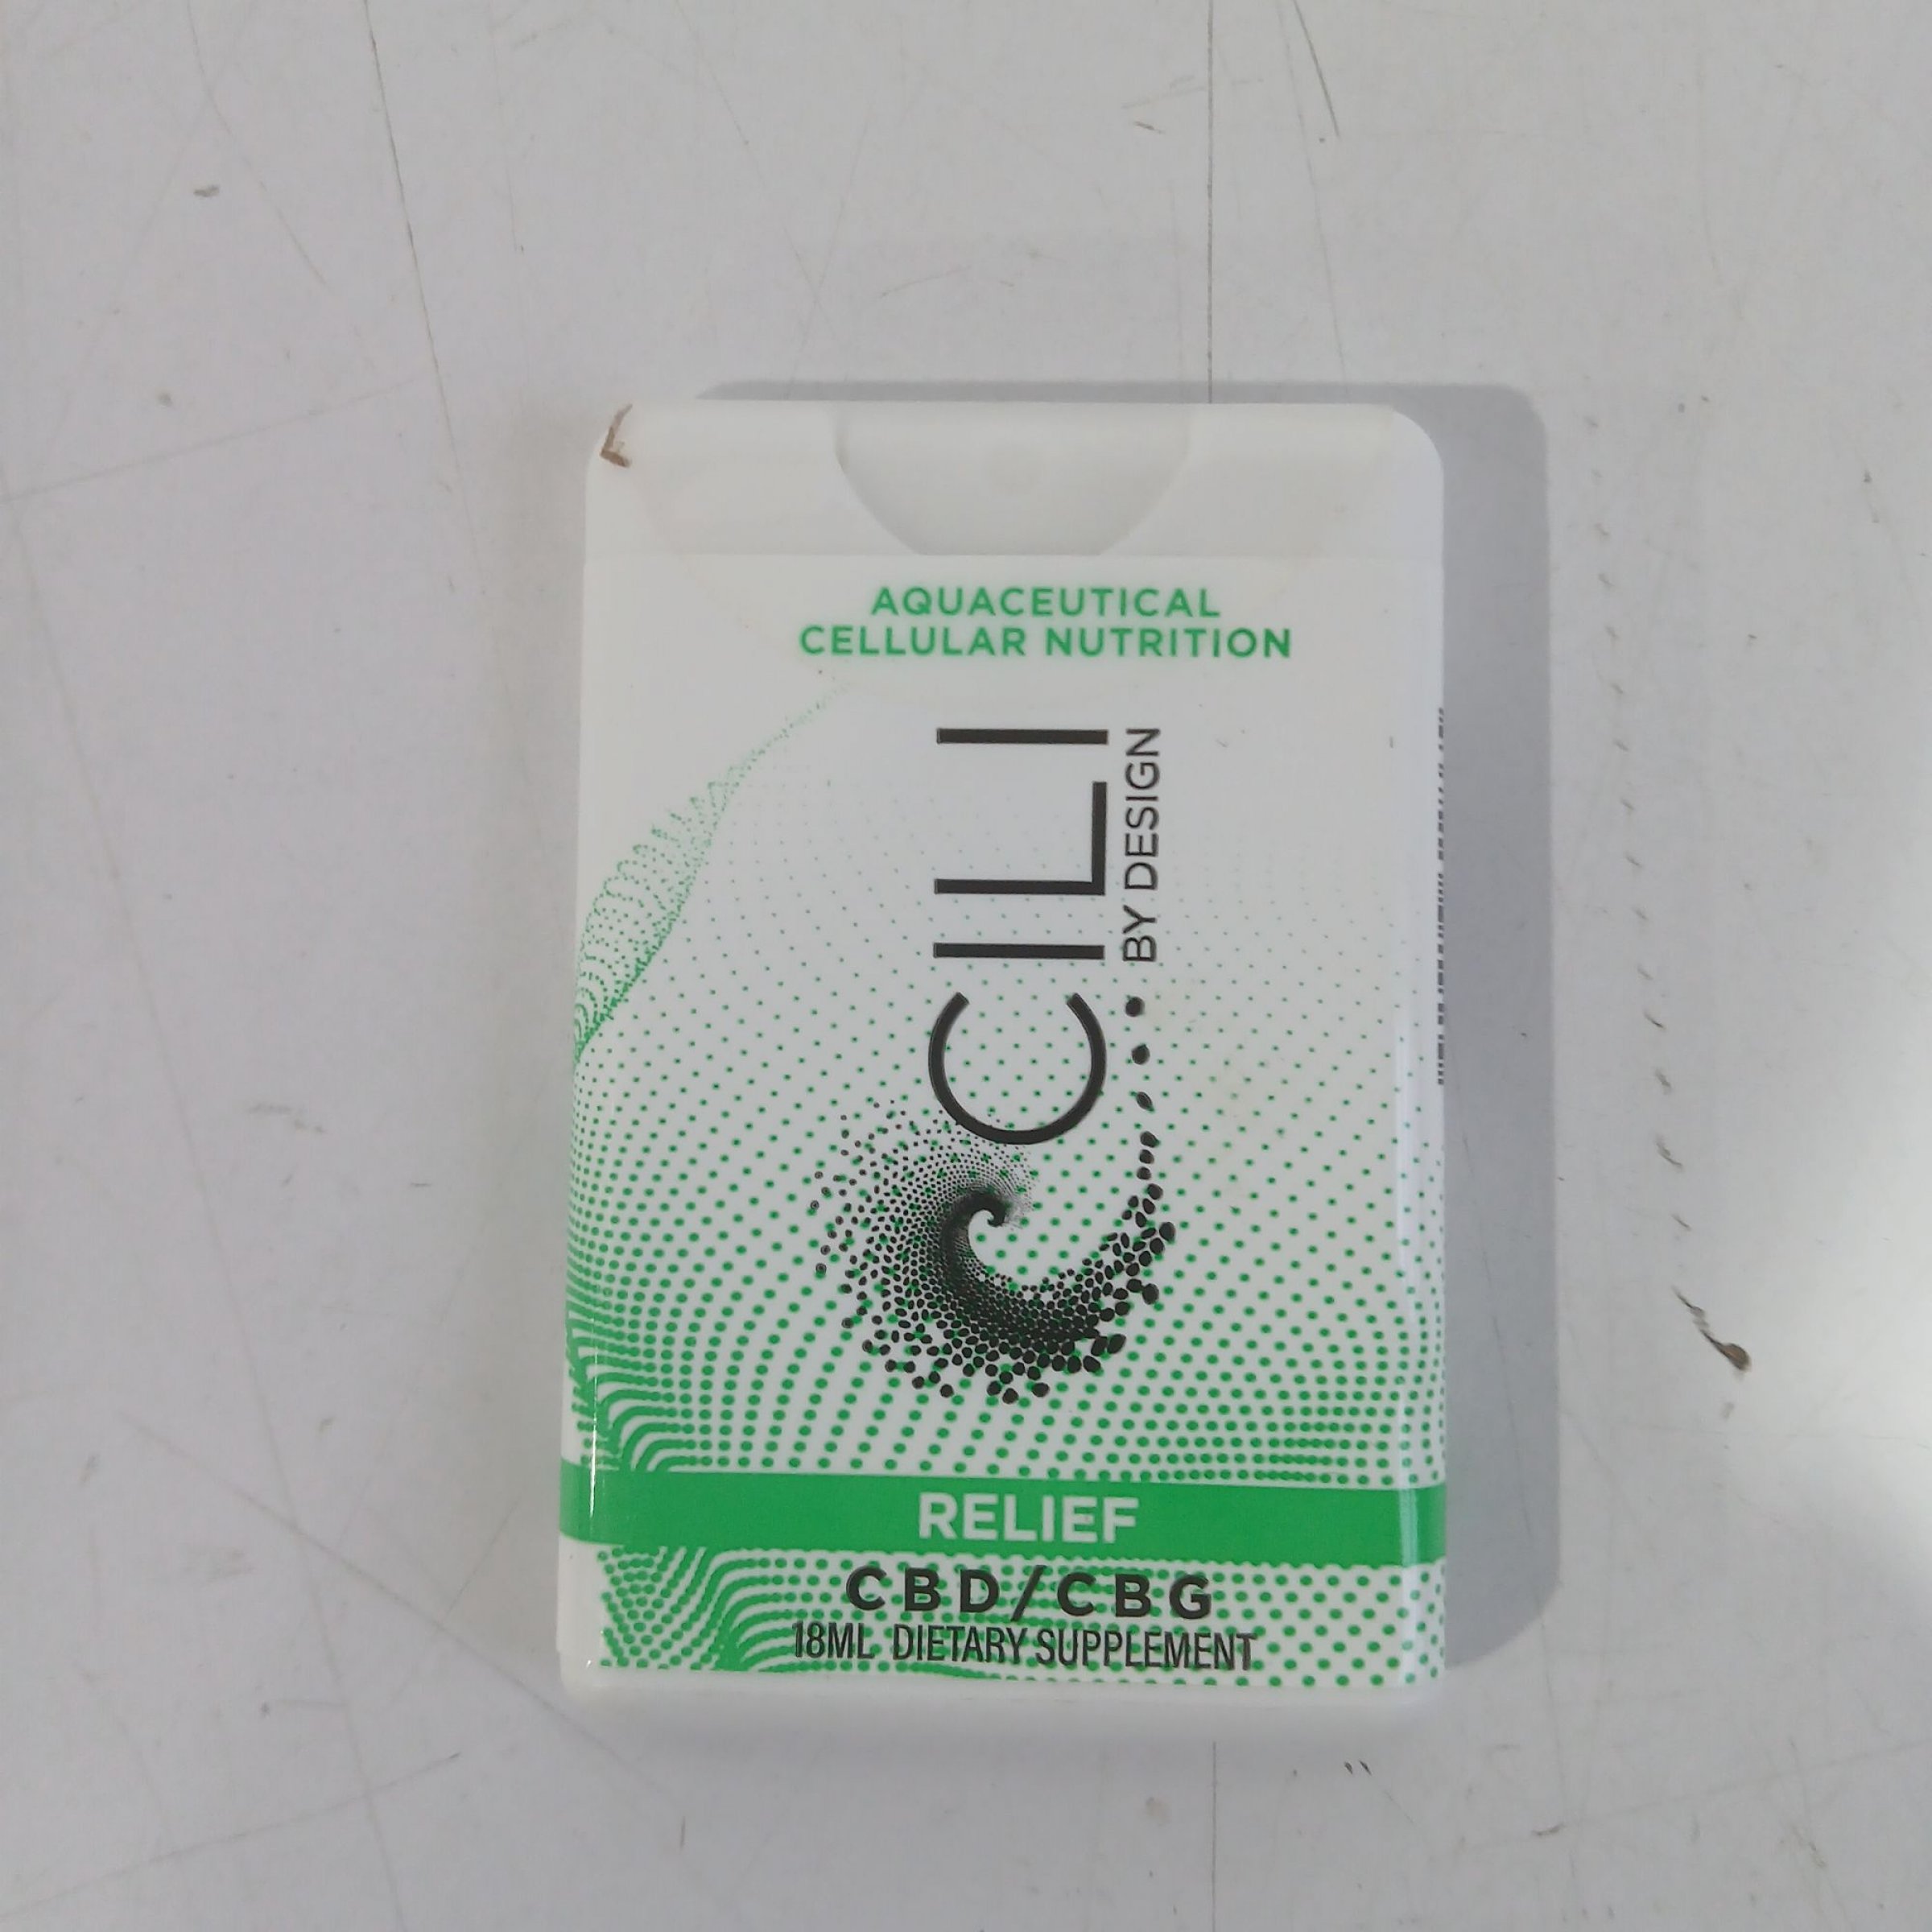 AQUACEUTICAL
CELLULAR NUTRITION
CILI
BY DESIGN
RELIEF
CBD/CBG
18ML DIETARY SUPPLEMENT